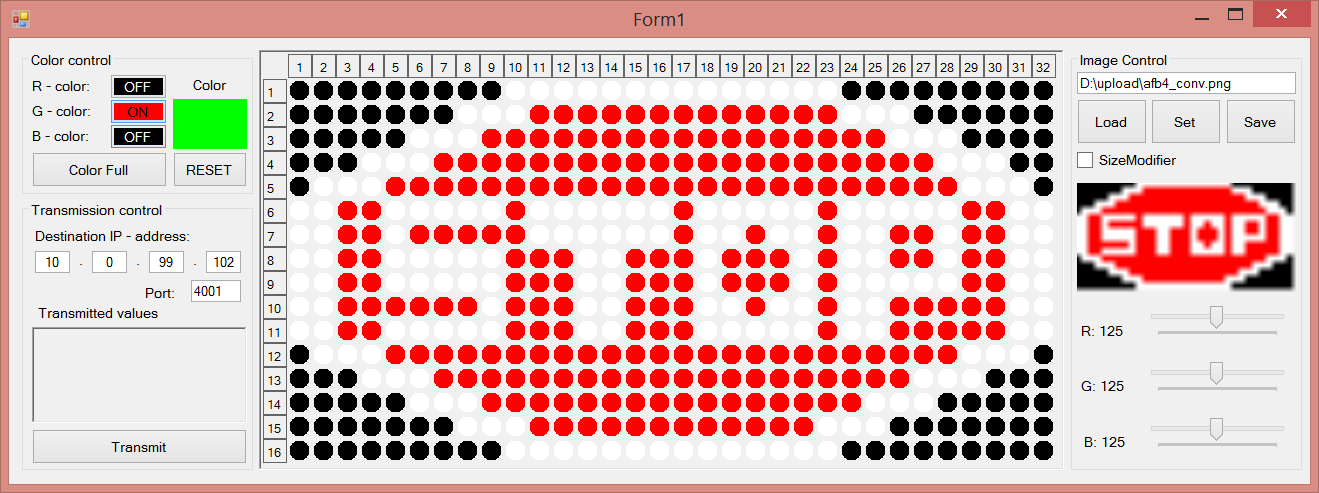 Form1
Color control
R - color: OFF Color
G - color: ON
B - color: OFF
Color Full RESET
Transmission control
Destination IP - address:
10 . 0 . 99 . 102
Port: 4001
Transmitted values
Transmit
1 2 3 4 5 6 7 8 9 10 11 12 13 14 15 16 17 18 19 20 21 22 23 24 25 26 27 28 29 30 31 32
1
2
3
4
5
6
7
8
9
10
11
12
13
14
15
16
Image Control
D:\upload\afb4_conv.png
Load Set Save
SizeModifier
STOP
R: 125
G: 125
B: 125